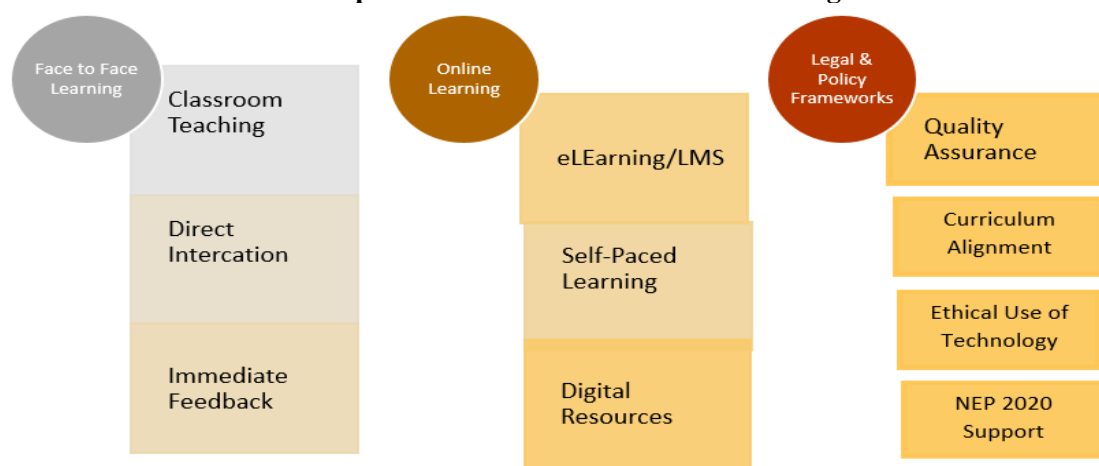 Face to Face
Learning
Classroom
Teaching
Direct
Intercation
Immediate
Feedback
Online
Learning
eLEarning/LMS
Self-Paced
Learning
Digital
Resources
Legal &
Policy
Frameworks
Quality
Assurance
Curriculum
Alignment
Ethical Use of
Technology
NEP 2020
Support